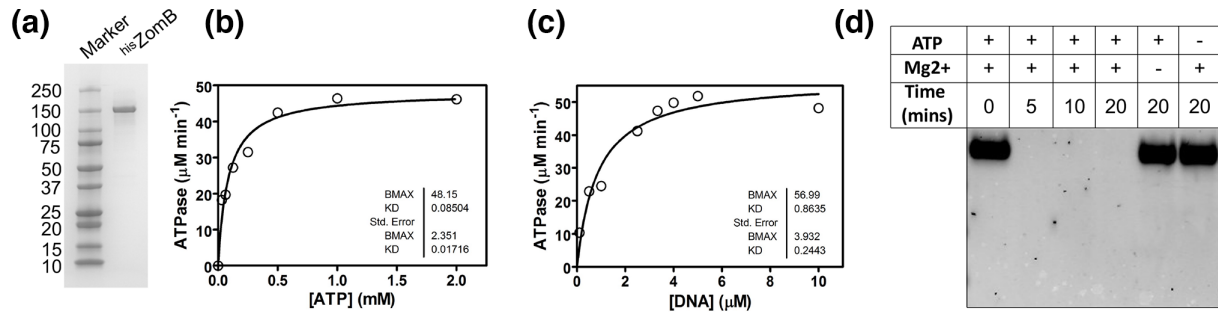 (a)
Marker
hisZomB
250
150
100
75
50
37
25
20
15
10
(b)
50
40
30
20
10
0
0.0 0.5 1.0 1.5 2.0
ATPase (µM min-1)
[ATP] (mM)
BMAX 48.15
KD 0.08504
Std. Error
BMAX 2.351
KD 0.01716
(c)
50
40
30
20
10
0
0 2 4 6 8 10
ATPase (µM min-1)
[DNA] (µM)
BMAX 56.99
KD 0.8635
Std. Error
BMAX 3.932
KD 0.2443
(d)
ATP + + + + + -
Mg2+ + + + + - +
Time
(mins) 0 5 10 20 20 20